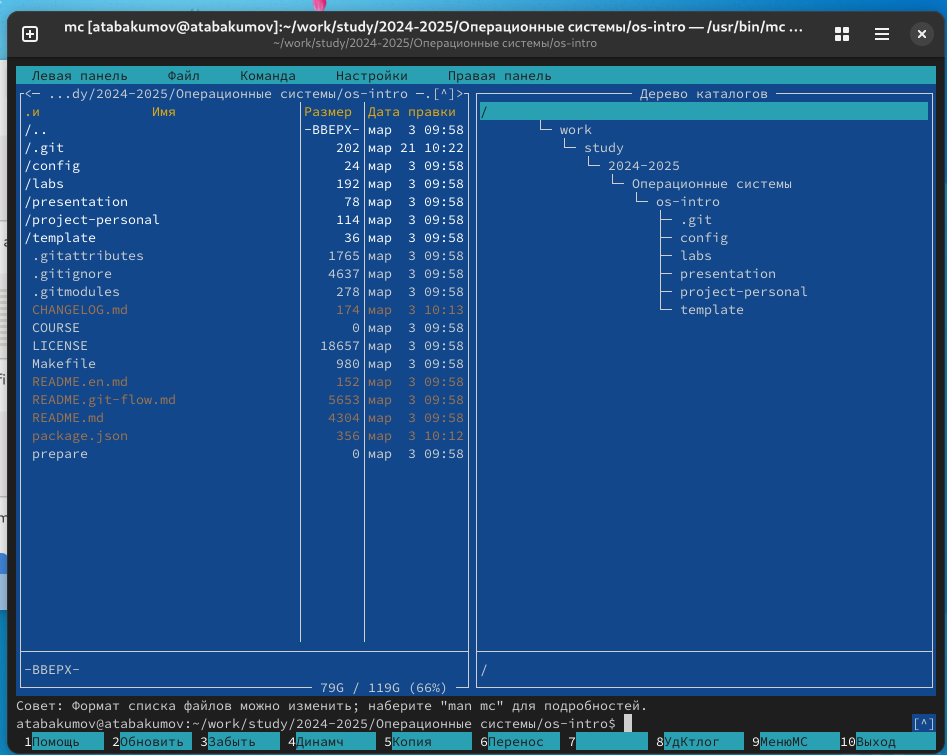 mc [atabakumov@atabakumov]:~/work/study/2024-2025/Операционные системы/os-intro — /usr/bin/mc ...
~/work/study/2024-2025/Операционные системы/os-intro
Левая панель Файл Команда Настройки Правая панель
<— ...dy/2024-2025/Операционные системы/os-intro —.[^]>
.и Имя Размер Дата правки
/.. -ВВЕРХ- мар 3 09:58
/.git 202 мар 21 10:22
/config 24 мар 3 09:58
/labs 192 мар 3 09:58
/presentation 78 мар 3 09:58
/project-personal 114 мар 3 09:58
/template 36 мар 3 09:58
.gitattributes 1765 мар 3 09:58
.gitignore 4637 мар 3 09:58
.gitmodules 278 мар 3 09:58
CHANGELOG.md 174 мар 3 10:13
COURSE 0 мар 3 09:58
LICENSE 18657 мар 3 09:58
Makefile 980 мар 3 09:58
README.en.md 152 мар 3 09:58
README.git-flow.md 5653 мар 3 09:58
README.md 4304 мар 3 09:58
package.json 356 мар 3 10:12
prepare 0 мар 3 09:58
-ВВЕРХ-
79G / 119G (66%)
Дерево каталогов
/
work
study
2024-2025
Операционные системы
os-intro
.git
config
labs
presentation
project-personal
template
/
Совет: Формат списка файлов можно изменить; наберите "man mc" для подробностей.
atabakumov@atabakumov:~/work/study/2024-2025/Операционные системы/os-intro$ [^]
1Помощь 2Обновить 3Забыть 4Динамч 5Копия 6Перенос 7 8УдКтлог 9МенюМС 10Выход